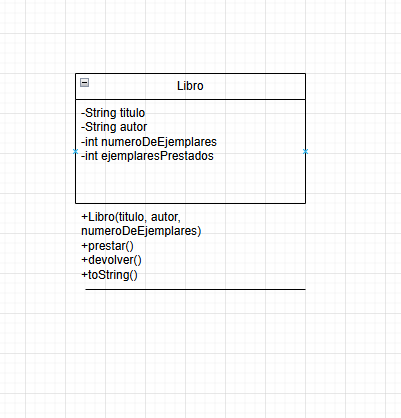 Libro
-String titulo
-String autor
-int numeroDeEjemplares
-int ejemplaresPrestados
+Libro(titulo, autor,
numeroDeEjemplares)
+prestar()
+devolver()
+toString()